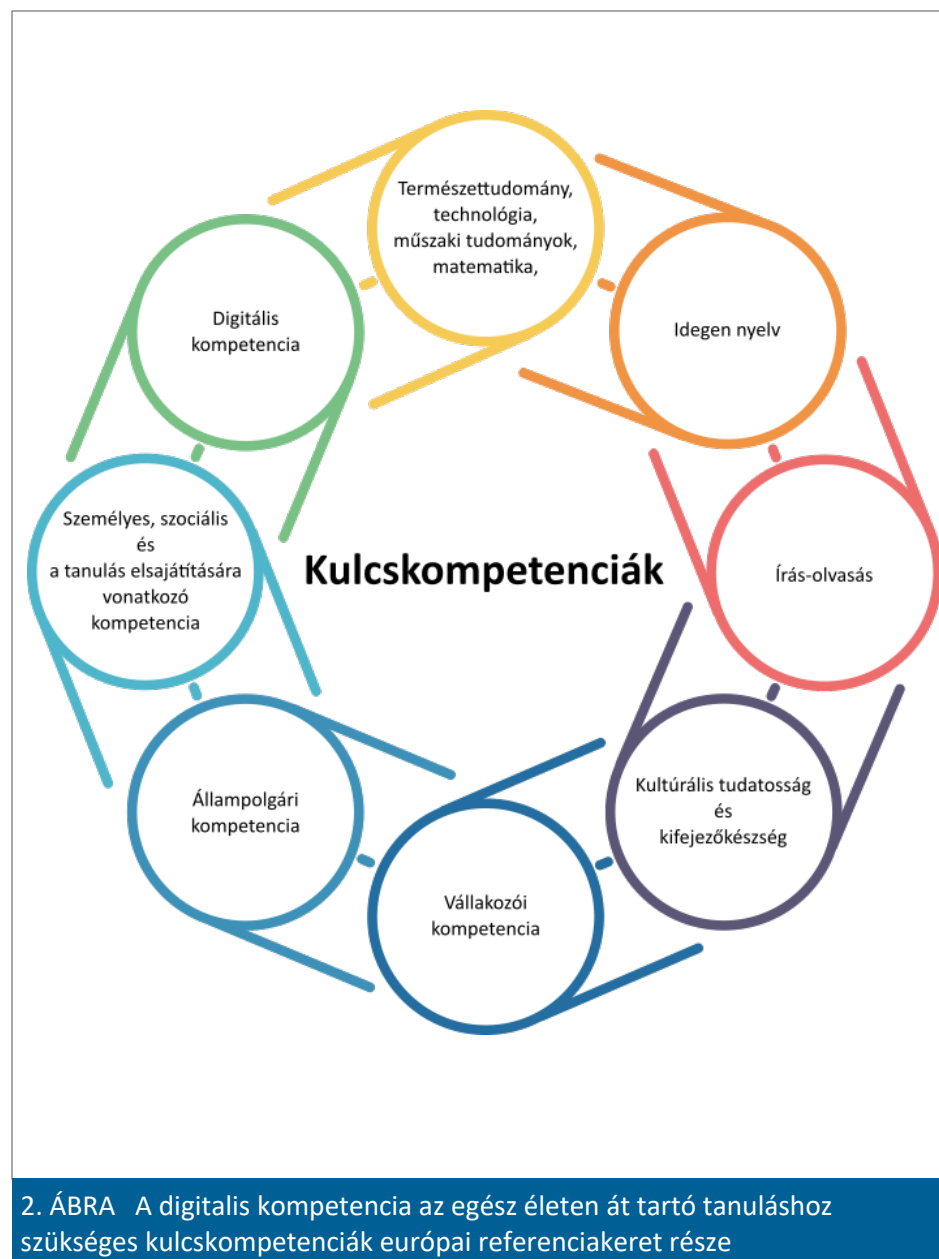 Természettudomány,
technológia,
műszaki tudományok,
matematika,
Idegen nyelv
Írás-olvasás
Kultúrális tudatosság
és
kifejezőkészség
Vállakozói
kompetencia
Állampolgári
kompetencia
Személyes, szociális
és
a tanulás elsajátítására
vonatkozó
kompetencia
Digitális
kompetencia
Kulcskompetenciák
2. ÁBRA A digitalis kompetencia az egész életen át tartó tanuláshoz
szükséges kulcskompetenciák európai referenciakeret része